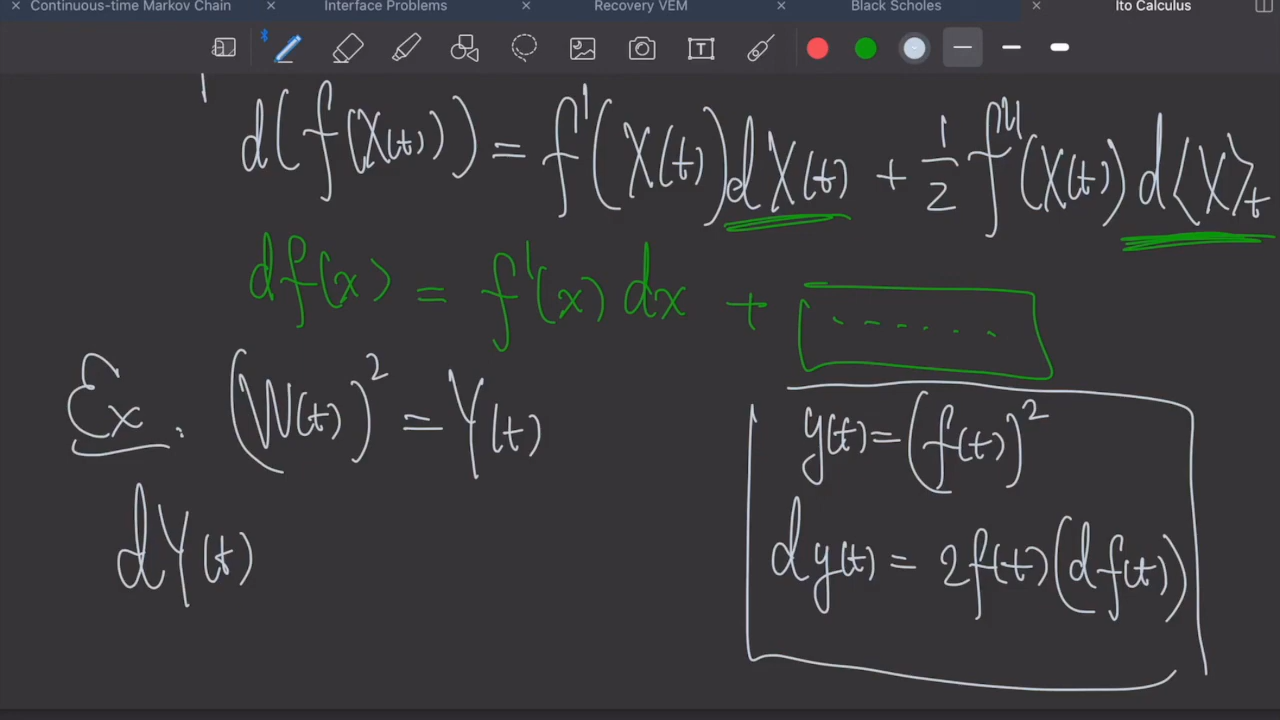 Continuous-time Markov Chain Interface Problems Recovery VEM Black Scholes Ito Calculus
d(f(X(t))) = f'(X(t)) dX(t) + 1/2 f''(X(t)) d⟨X⟩t
df(x) = f'(x) dx + ......
Ex. (W(t))² = Y(t)
dY(t)
y(t) = (f(t))²
dy(t) = 2f(t)(df(t))